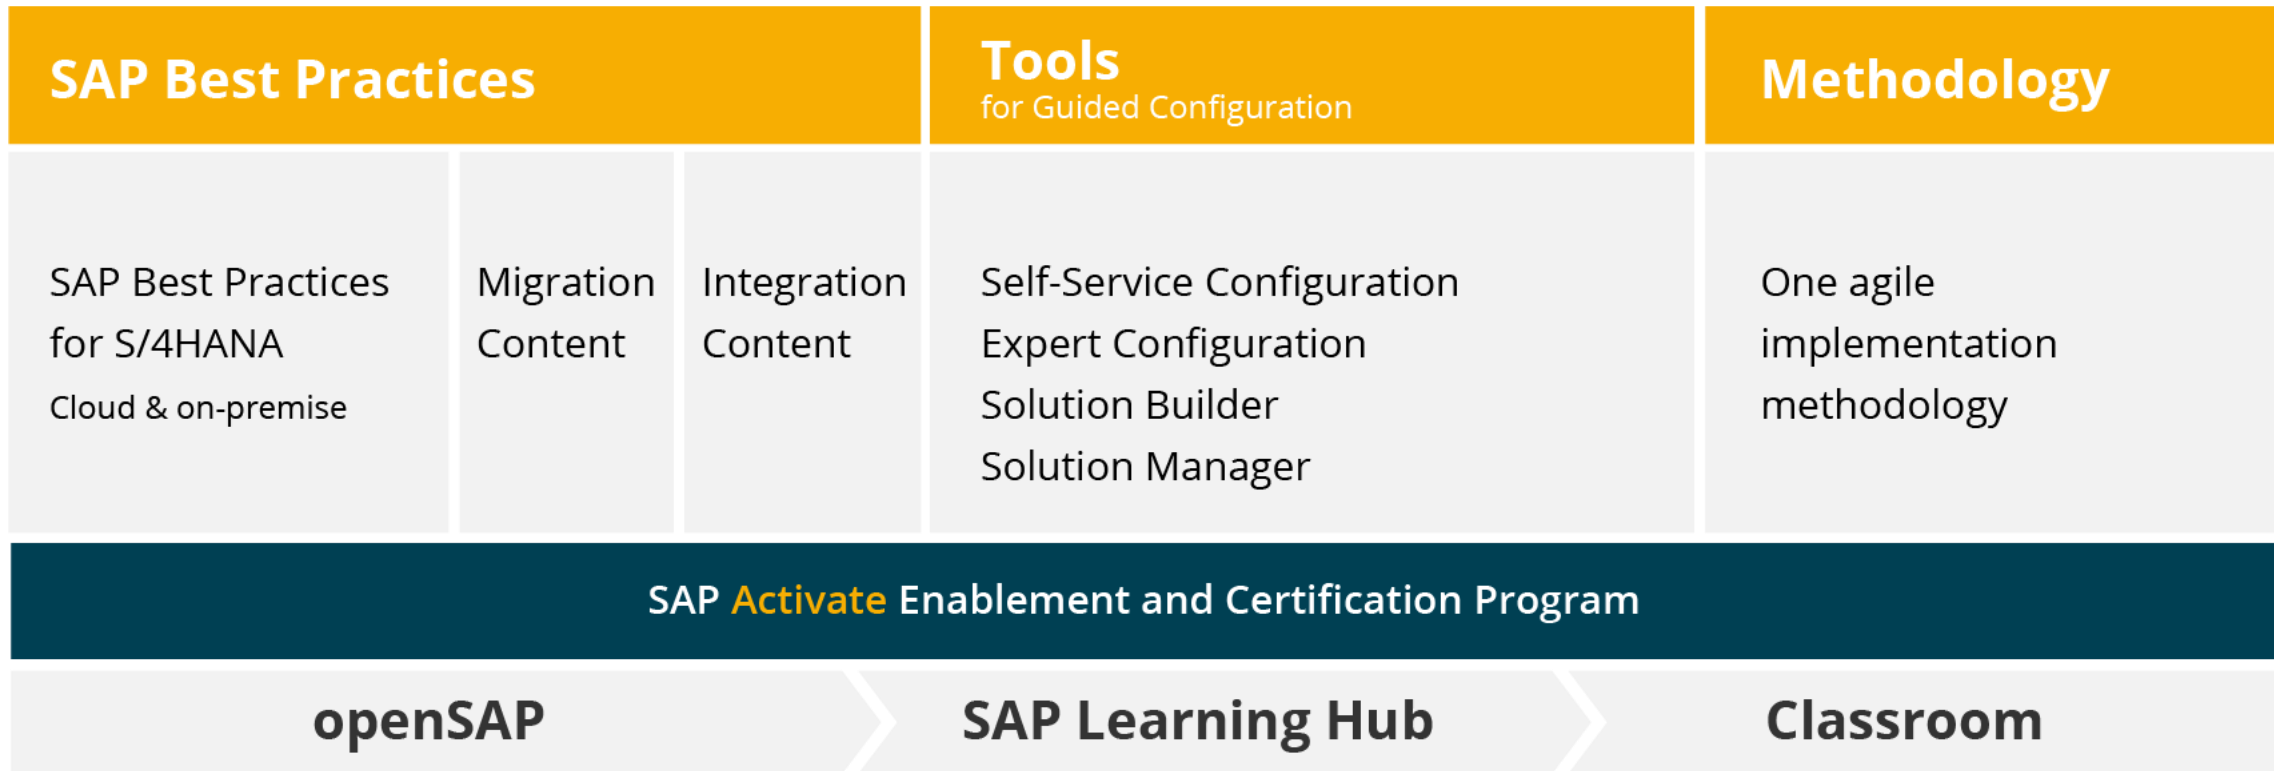 SAP Best Practices
Tools
for Guided Configuration
Methodology
SAP Best Practices
for S/4HANA
Cloud & on-premise
Migration
Content
Integration
Content
Self-Service Configuration
Expert Configuration
Solution Builder
Solution Manager
One agile
implementation
methodology
SAP Activate Enablement and Certification Program
openSAP
SAP Learning Hub
Classroom